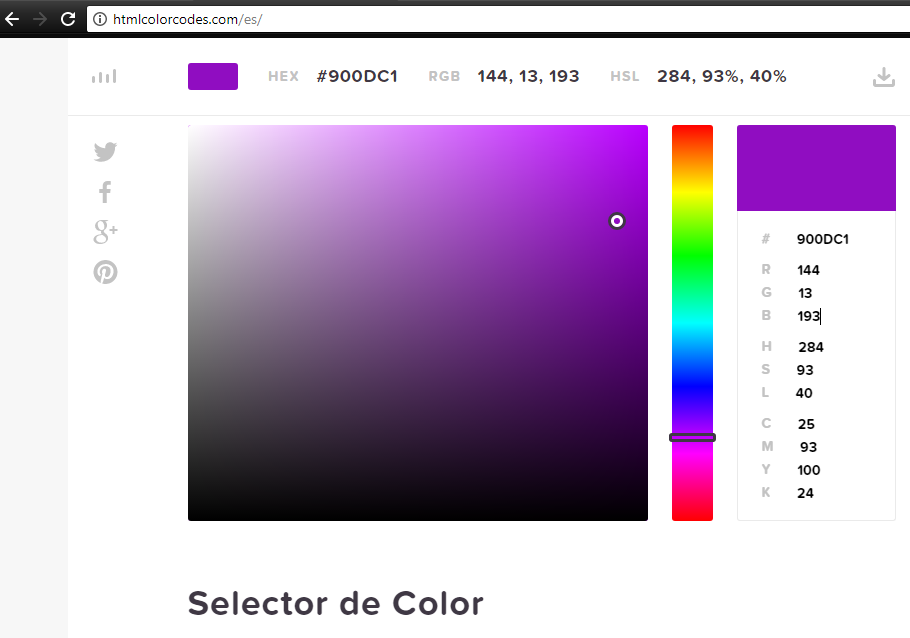 htmlcolorcodes.com/es/
HEX #900DC1 RGB 144, 13, 193 HSL 284, 93%, 40%
# 900DC1
R 144
G 13
B 193
H 284
S 93
L 40
C 25
M 93
Y 100
K 24
Selector de Color